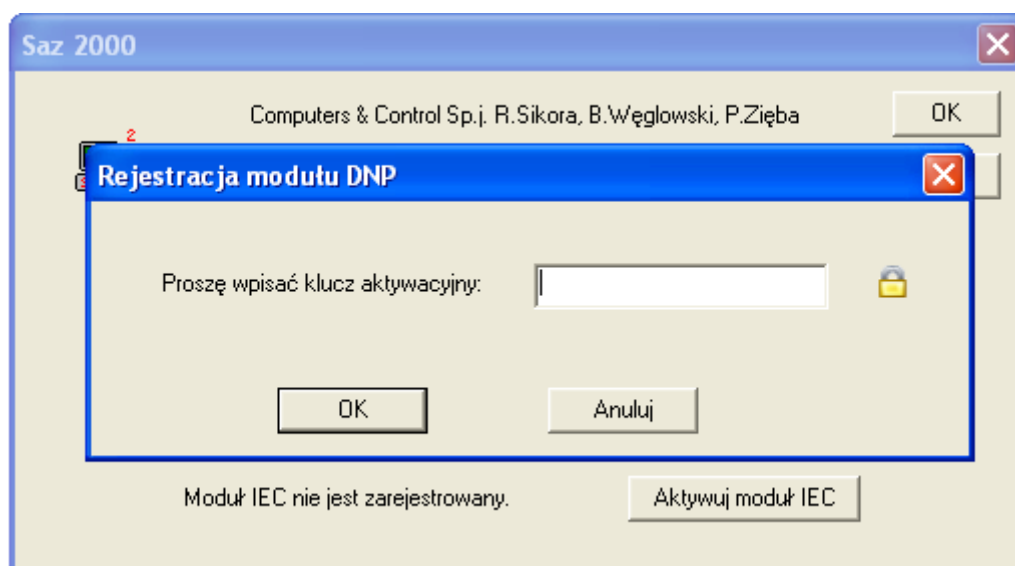 Saz 2000
Computers & Control Sp.j. R.Sikora, B.Węglowski, P.Zięba
OK
2
Rejestracja modułu DNP
Proszę wpisać klucz aktywacyjny:
OK
Anuluj
Moduł IEC nie jest zarejestrowany.
Aktywuj moduł IEC